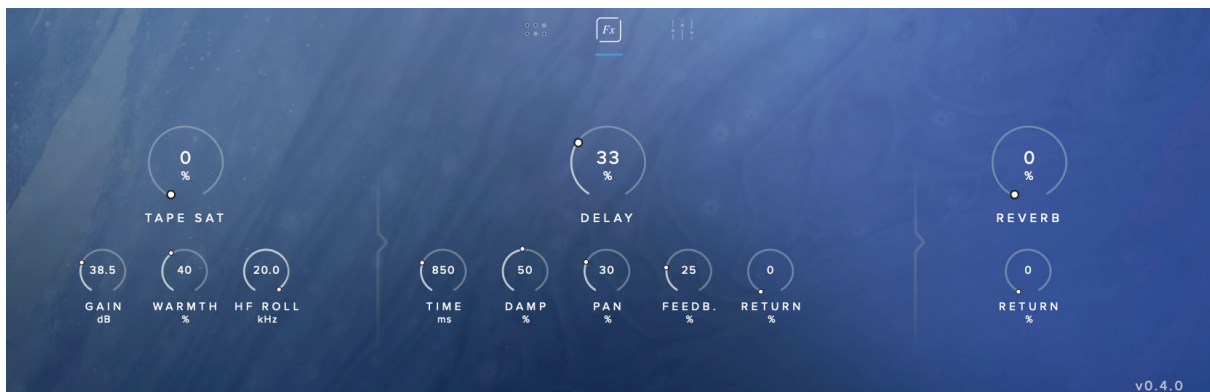 Fx
0
%
TAPE SAT
33
%
DELAY
0
%
REVERB
38.5
GAIN
dB
40
WARMTH
%
20.0
HF ROLL
kHz
850
TIME
ms
50
DAMP
%
30
PAN
%
25
FEEDB.
%
0
RETURN
%
0
RETURN
%
v0.4.0